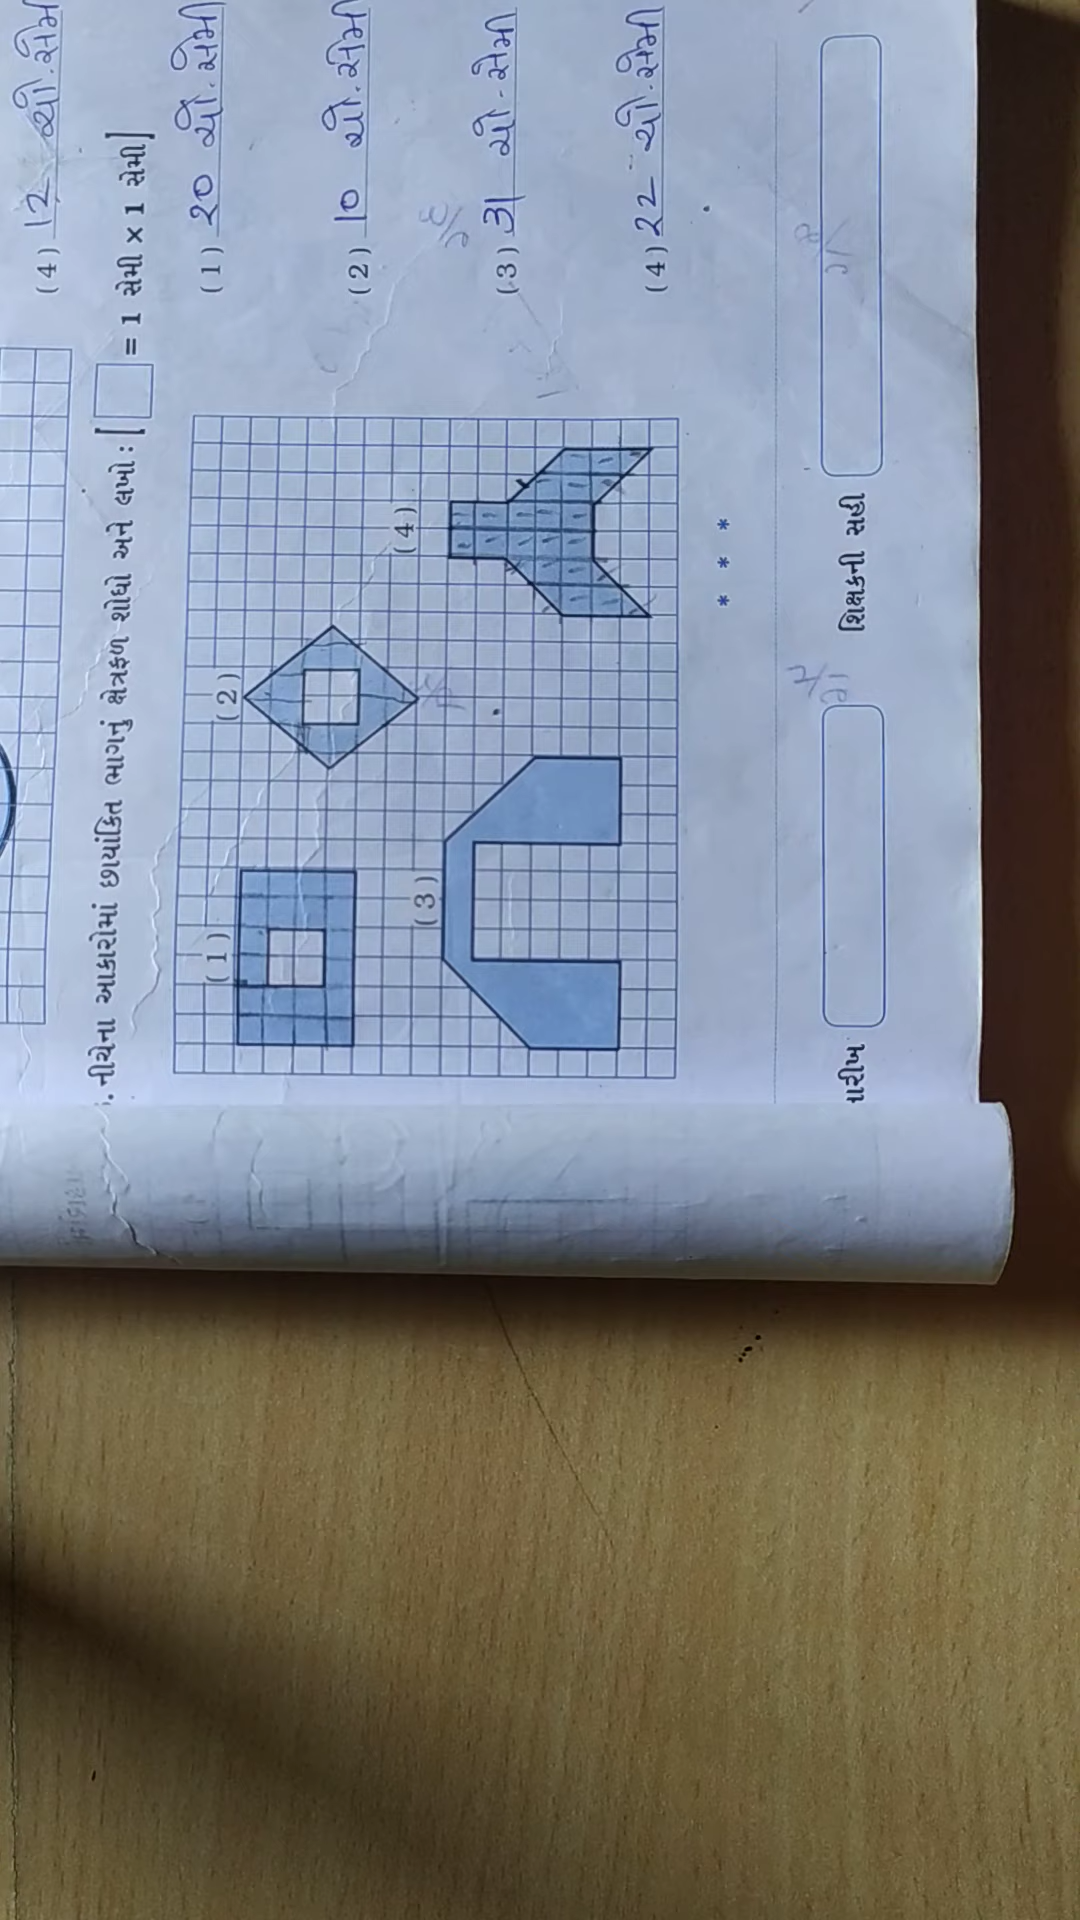 (4) 12 ચો.સેમી
. નીચેના આકારોમાં છાયાંકિત ભાગનું ક્ષેત્રફળ શોધો અને લખો : [ = 1 સેમી × 1 સેમી]
(1)
(2)
(3)
(4)
(1) 20 ચો.સેમી
(2) 10 ચો.સેમી
(3) 31 ચો.સેમી
(4) 22 ચો.સેમી
* * *
તારીખ
શિક્ષકની સહી